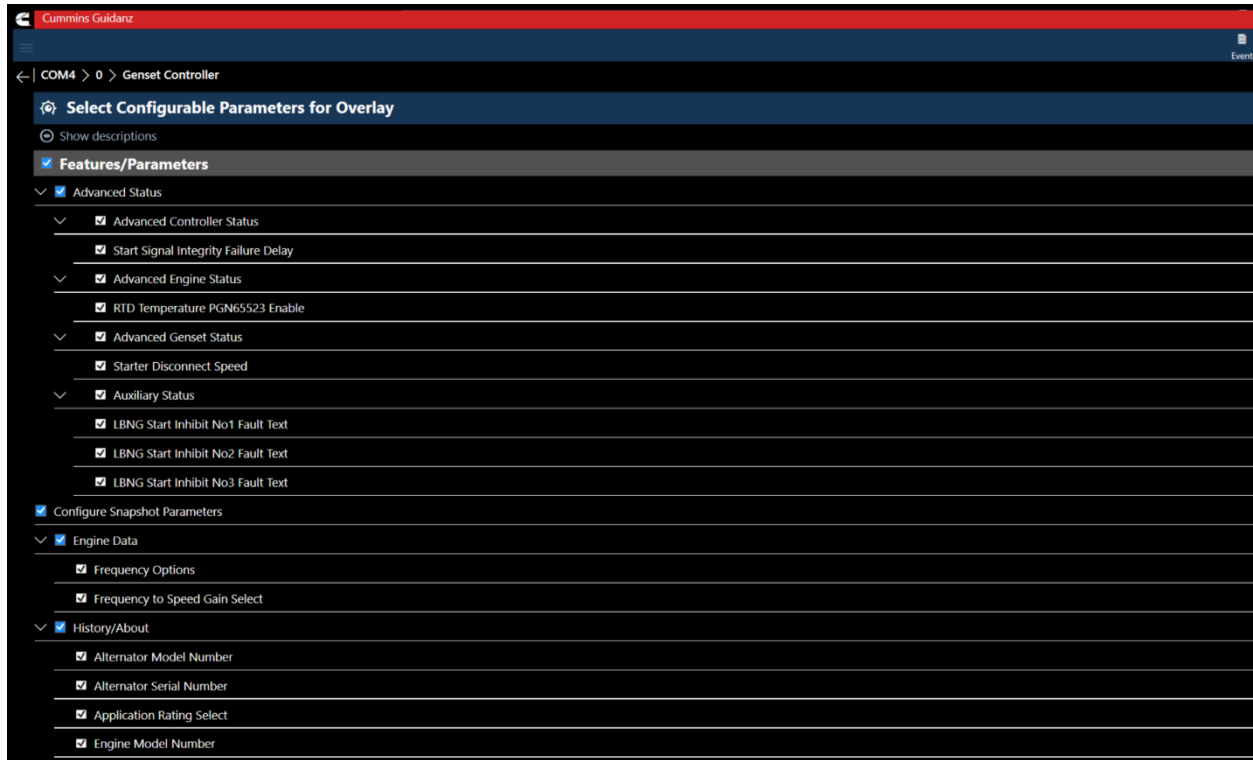 Cummins Guidanz
Event
COM4 > 0 > Genset Controller
Select Configurable Parameters for Overlay
Show descriptions
Features/Parameters
Advanced Status
Advanced Controller Status
Start Signal Integrity Failure Delay
Advanced Engine Status
RTD Temperature PGN65523 Enable
Advanced Genset Status
Starter Disconnect Speed
Auxiliary Status
LBNG Start Inhibit No1 Fault Text
LBNG Start Inhibit No2 Fault Text
LBNG Start Inhibit No3 Fault Text
Configure Snapshot Parameters
Engine Data
Frequency Options
Frequency to Speed Gain Select
History/About
Alternator Model Number
Alternator Serial Number
Application Rating Select
Engine Model Number